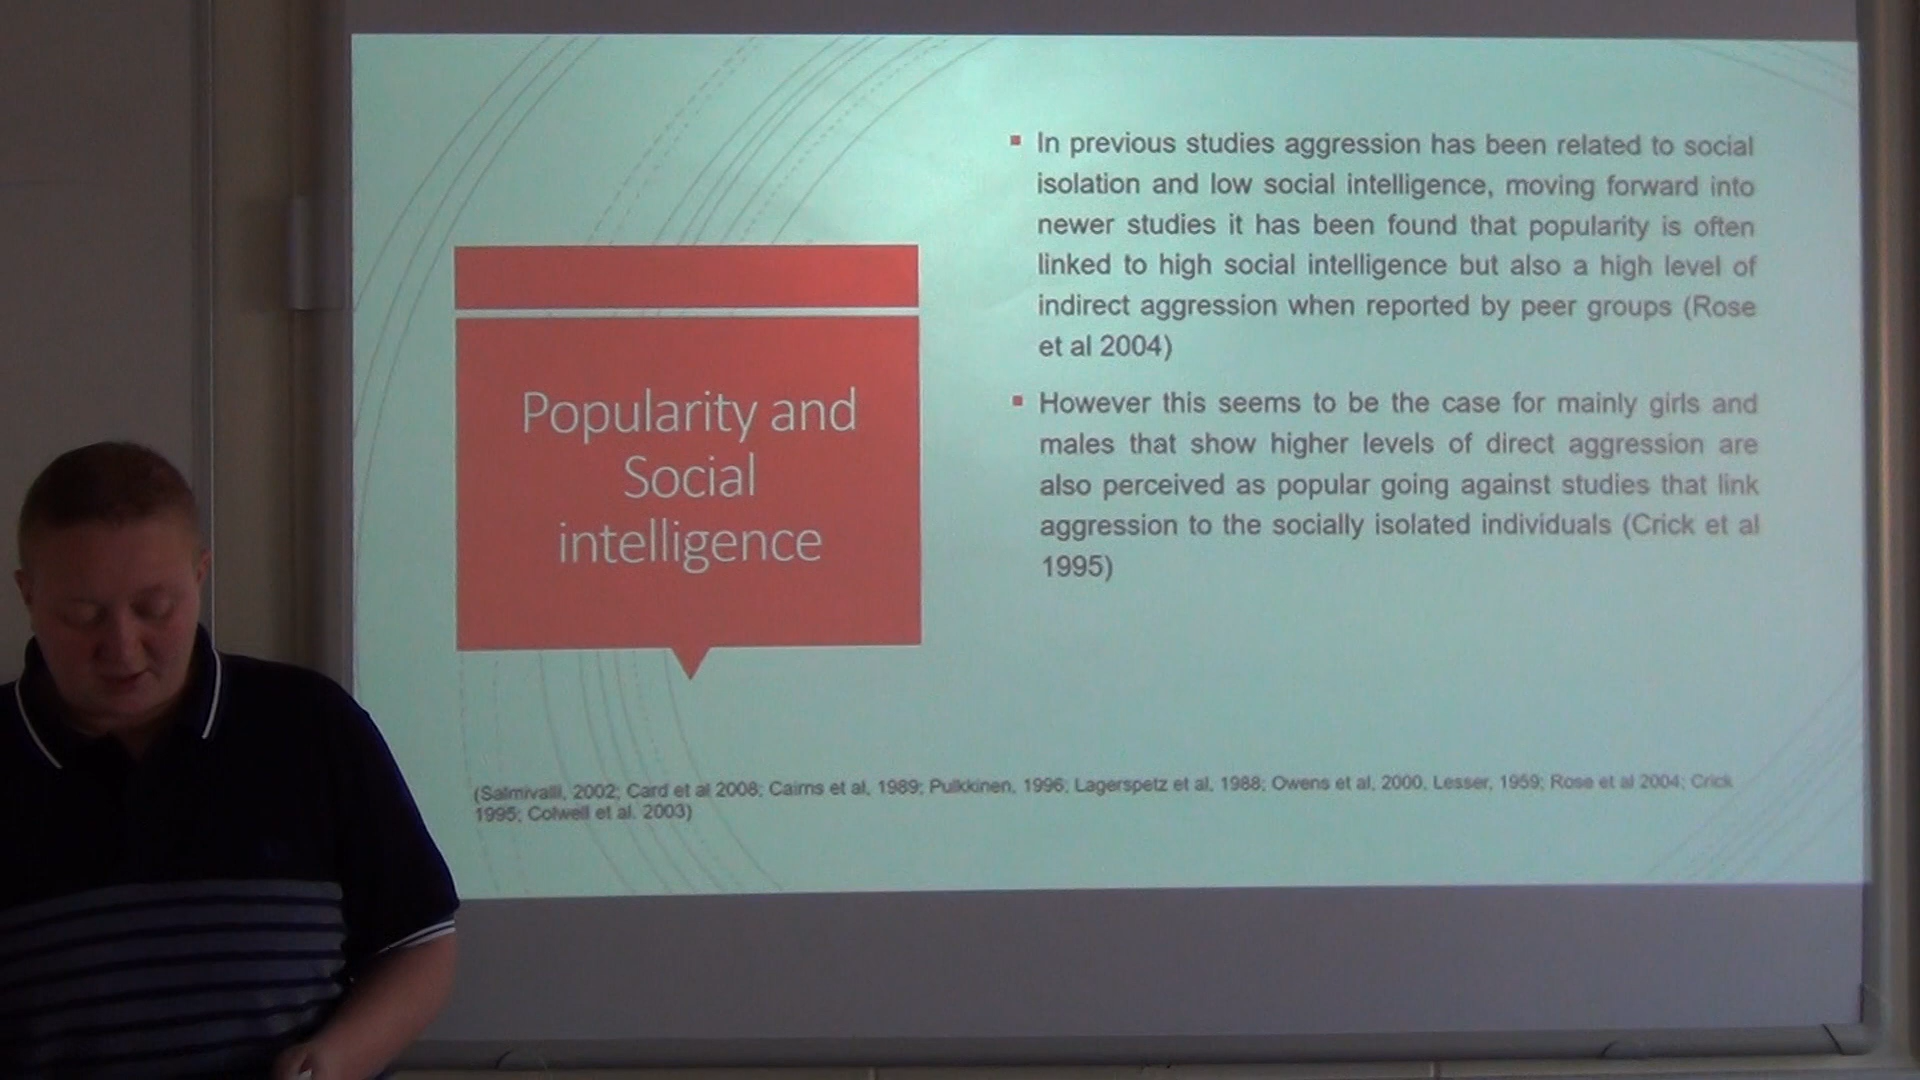 Popularity and
Social
intelligence
In previous studies aggression has been related to social
isolation and low social intelligence, moving forward into
newer studies it has been found that popularity is often
linked to high social intelligence but also a high level of
indirect aggression when reported by peer groups (Rose
et al 2004)
However this seems to be the case for mainly girls and
males that show higher levels of direct aggression are
also perceived as popular going against studies that link
aggression to the socially isolated individuals (Crick et al
1995)
(Salmivalli, 2002; Card et al 2008; Cairns et al, 1989; Pulkkinen, 1996; Lagerspetz et al, 1988; Owens et al, 2000, Lesser, 1959; Rose et al 2004; Crick
1995; Colwell et al. 2003)